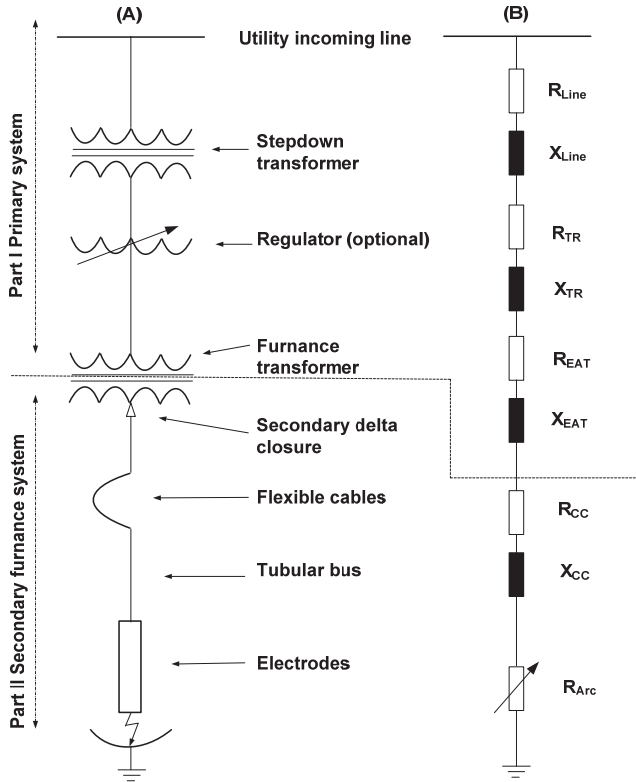 (A)
(B)
Utility incoming line
Part I Primary system
Stepdown
transformer
Regulator (optional)
Furnance
transformer
Secondary delta
closure
Flexible cables
Tubular bus
Electrodes
Part II Secondary furnance system
RLine
XLine
RTR
XTR
REAT
XEAT
RCC
XCC
RArc